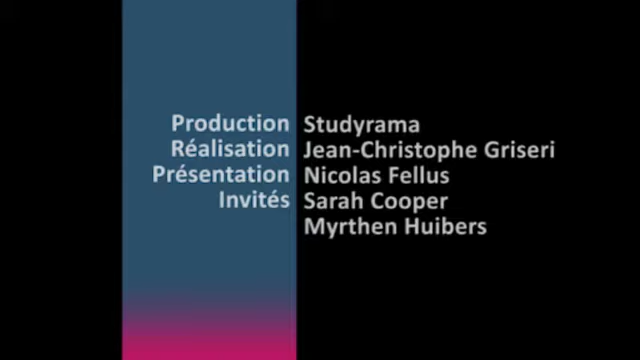 Production Studyrama
Réalisation Jean-Christophe Griseri
Présentation Nicolas Fellus
Invités Sarah Cooper
Myrthen Huibers